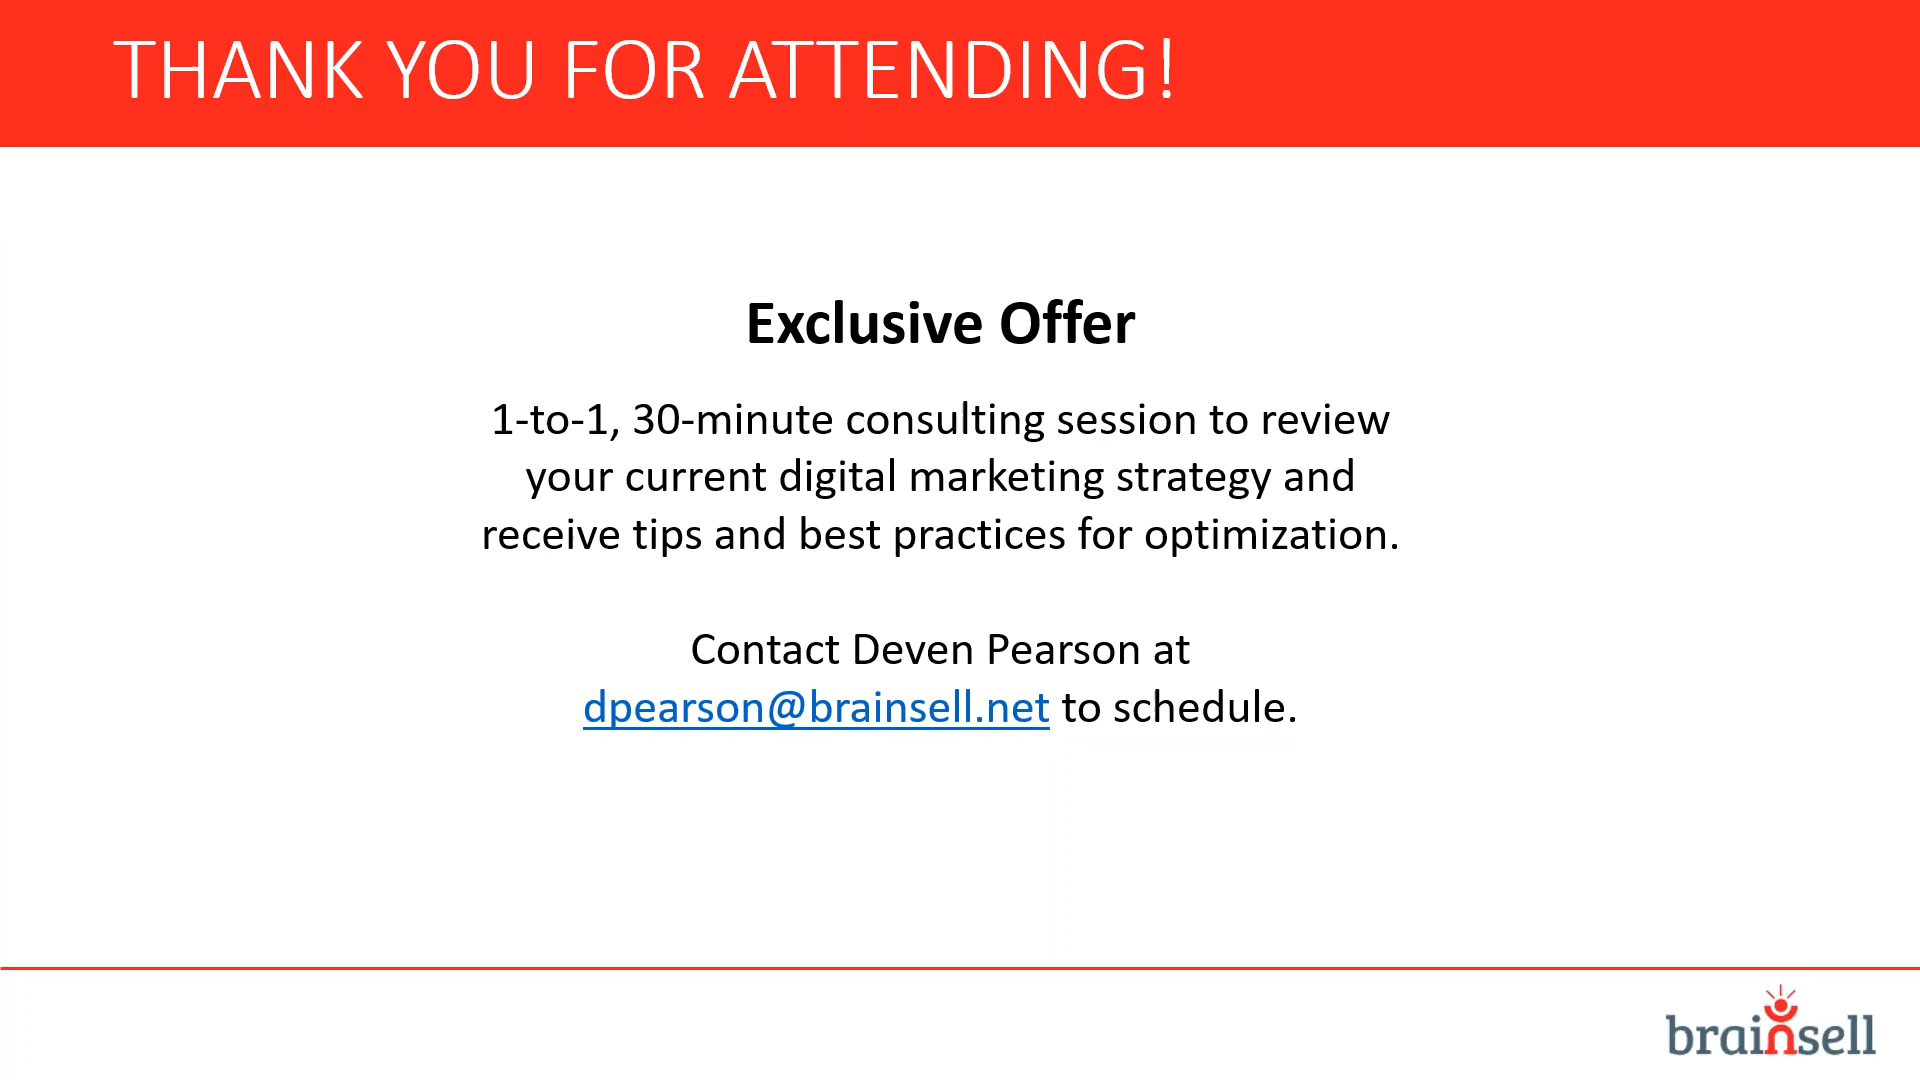 THANK YOU FOR ATTENDING!
Exclusive Offer
1-to-1, 30-minute consulting session to review
your current digital marketing strategy and
receive tips and best practices for optimization.
Contact Deven Pearson at
dpearson@brainsell.net to schedule.
brainsell